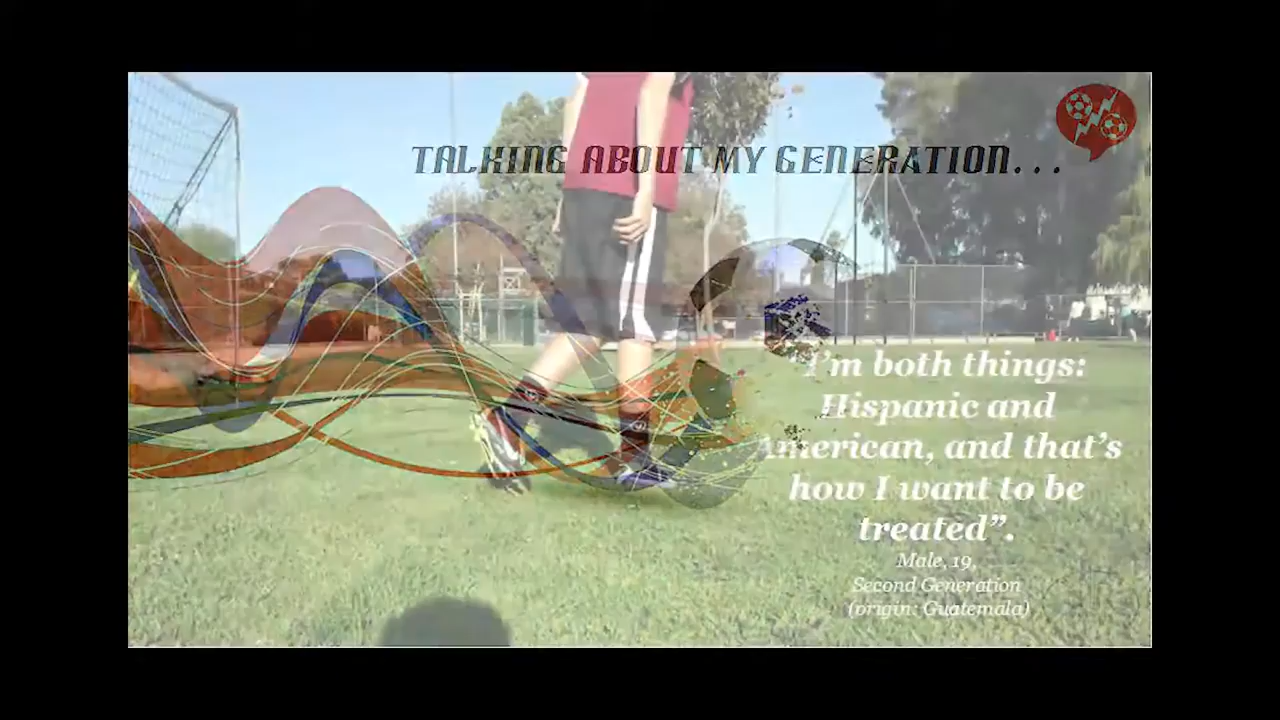 TALKING ABOUT MY GENERATION...
I’m both things:
Hispanic and
American, and that’s
how I want to be
treated”.
Male, 19,
Second Generation
(origin: Guatemala)